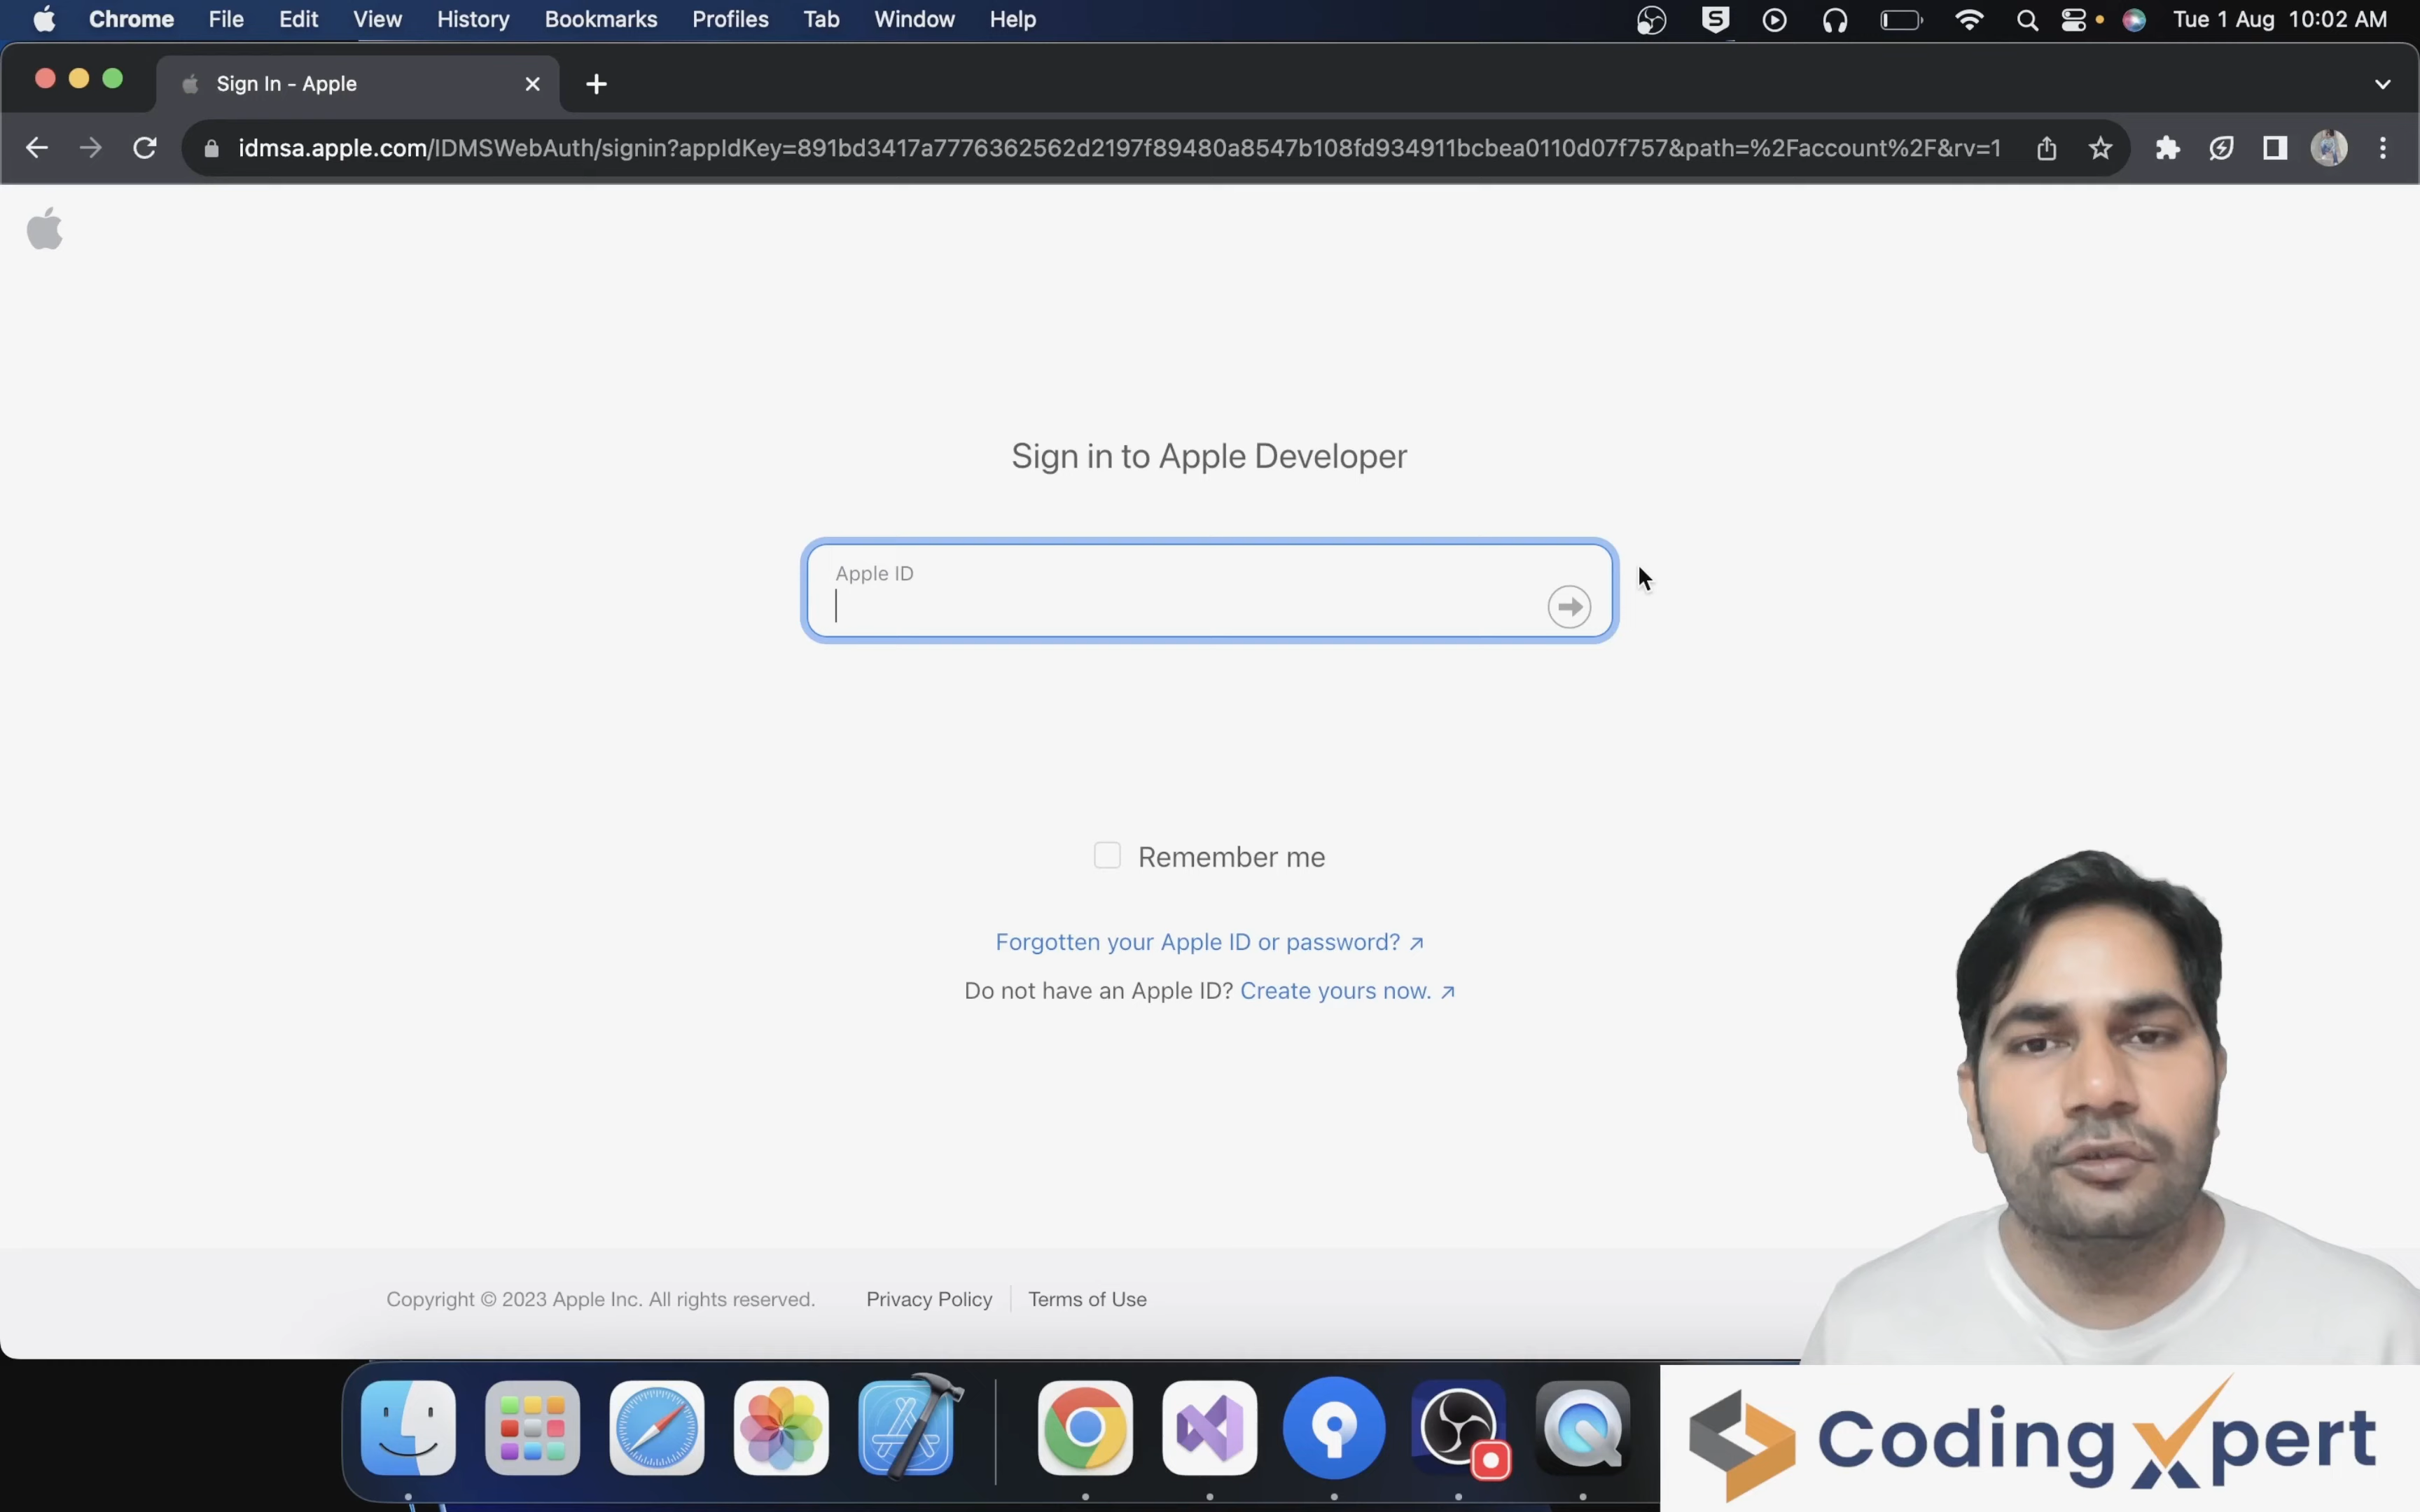 Chrome File Edit View History Bookmarks Profiles Tab Window Help Tue 1 Aug 10:02 AM
Sign In - Apple
idmsa.apple.com/IDMSWebAuth/signin?appIdKey=891bd3417a7776362562d2197f89480a8547b108fd934911bcbea0110d07f757&path=%2Faccount%2F&rv=1
Sign in to Apple Developer
Apple ID
Remember me
Forgotten your Apple ID or password? ↗
Do not have an Apple ID? Create yours now. ↗
Copyright © 2023 Apple Inc. All rights reserved. Privacy Policy Terms of Use
CodingXpert